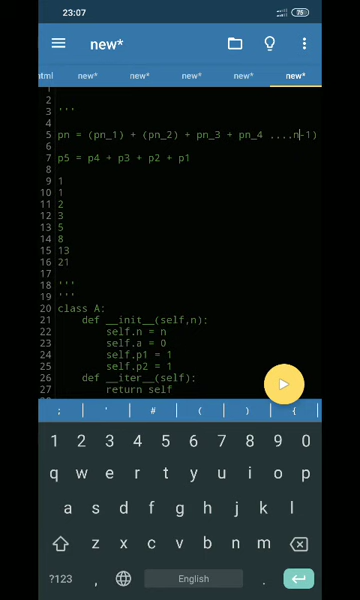 23:07
75
new*
html
new*
new*
new*
new*
new*
1
2
3 '''
4
5 pn = (pn_1) + (pn_2) + pn_3 + pn_4 ....n-1)
6
7 p5 = p4 + p3 + p2 + p1
8
9 1
10 1
11 2
12 3
13 5
14 8
15 13
16 21
17
18 '''
19 '''
20 class A:
21 def __init__(self,n):
22 self.n = n
23 self.a = 0
24 self.p1 = 1
25 self.p2 = 1
26 def __iter__(self):
27 return self
; ' # ( ) {
1 2 3 4 5 6 7 8 9 0
q w e r t y u i o p
a s d f g h j k l
z x c v b n m
?123 , English .